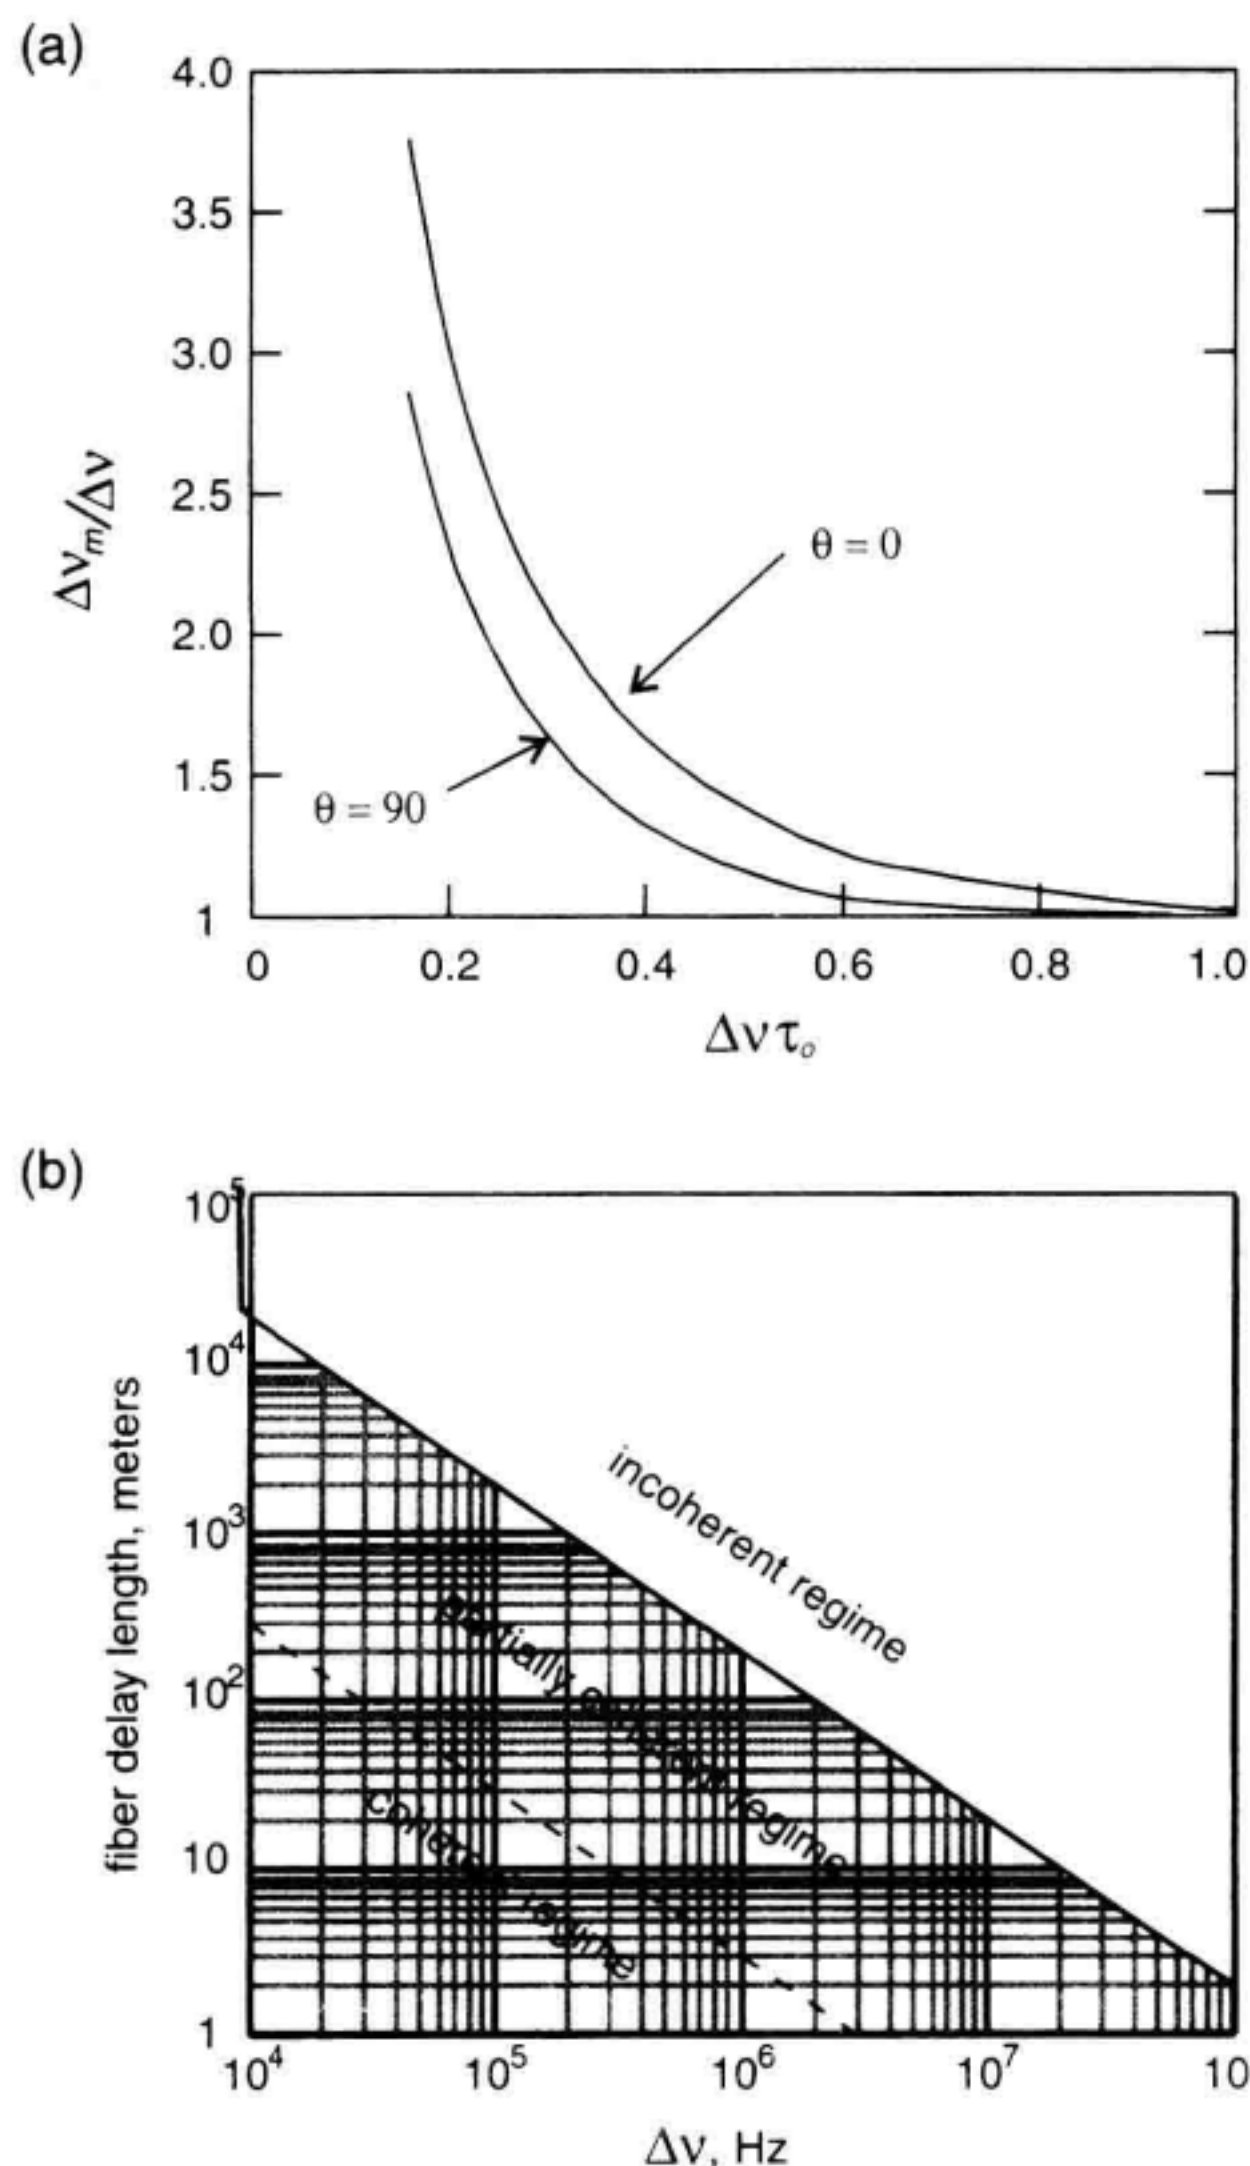 (a)
4.0
3.5
3.0
2.5
2.0
1.5
1
Δν_m/Δν
θ = 0
θ = 90
0 0.2 0.4 0.6 0.8 1.0
Δντ_o
(b)
10^5
10^4
10^3
10^2
10
1
fiber delay length, meters
incoherent regime
partially coherent regime
coherent regime
10^4 10^5 10^6 10^7 10
Δν, Hz